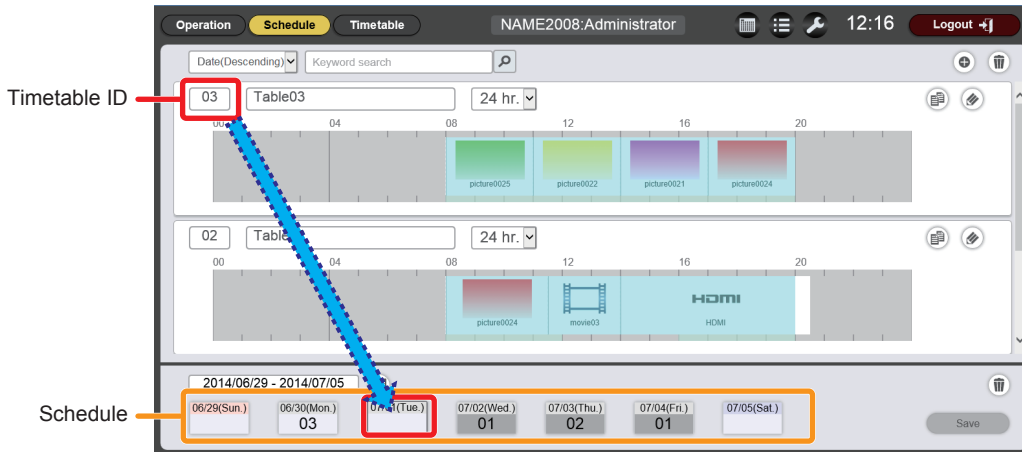 Operation Schedule Timetable NAME2008:Administrator 12:16 Logout
Date(Descending) Keyword search
Timetable ID
03 Table03 24 hr.
00 04 08 12 16 20
picture0025 picture0022 picture0021 picture0024
02 24 hr.
00 04 08 12 16 20
HDMI
picture0024 movie03 HDMI
2014/06/29 - 2014/07/05
Schedule
06/29(Sun.) 06/30(Mon.) 07/01(Tue.) 07/02(Wed.) 07/03(Thu.) 07/04(Fri.) 07/05(Sat.)
03 01 02 01
Save